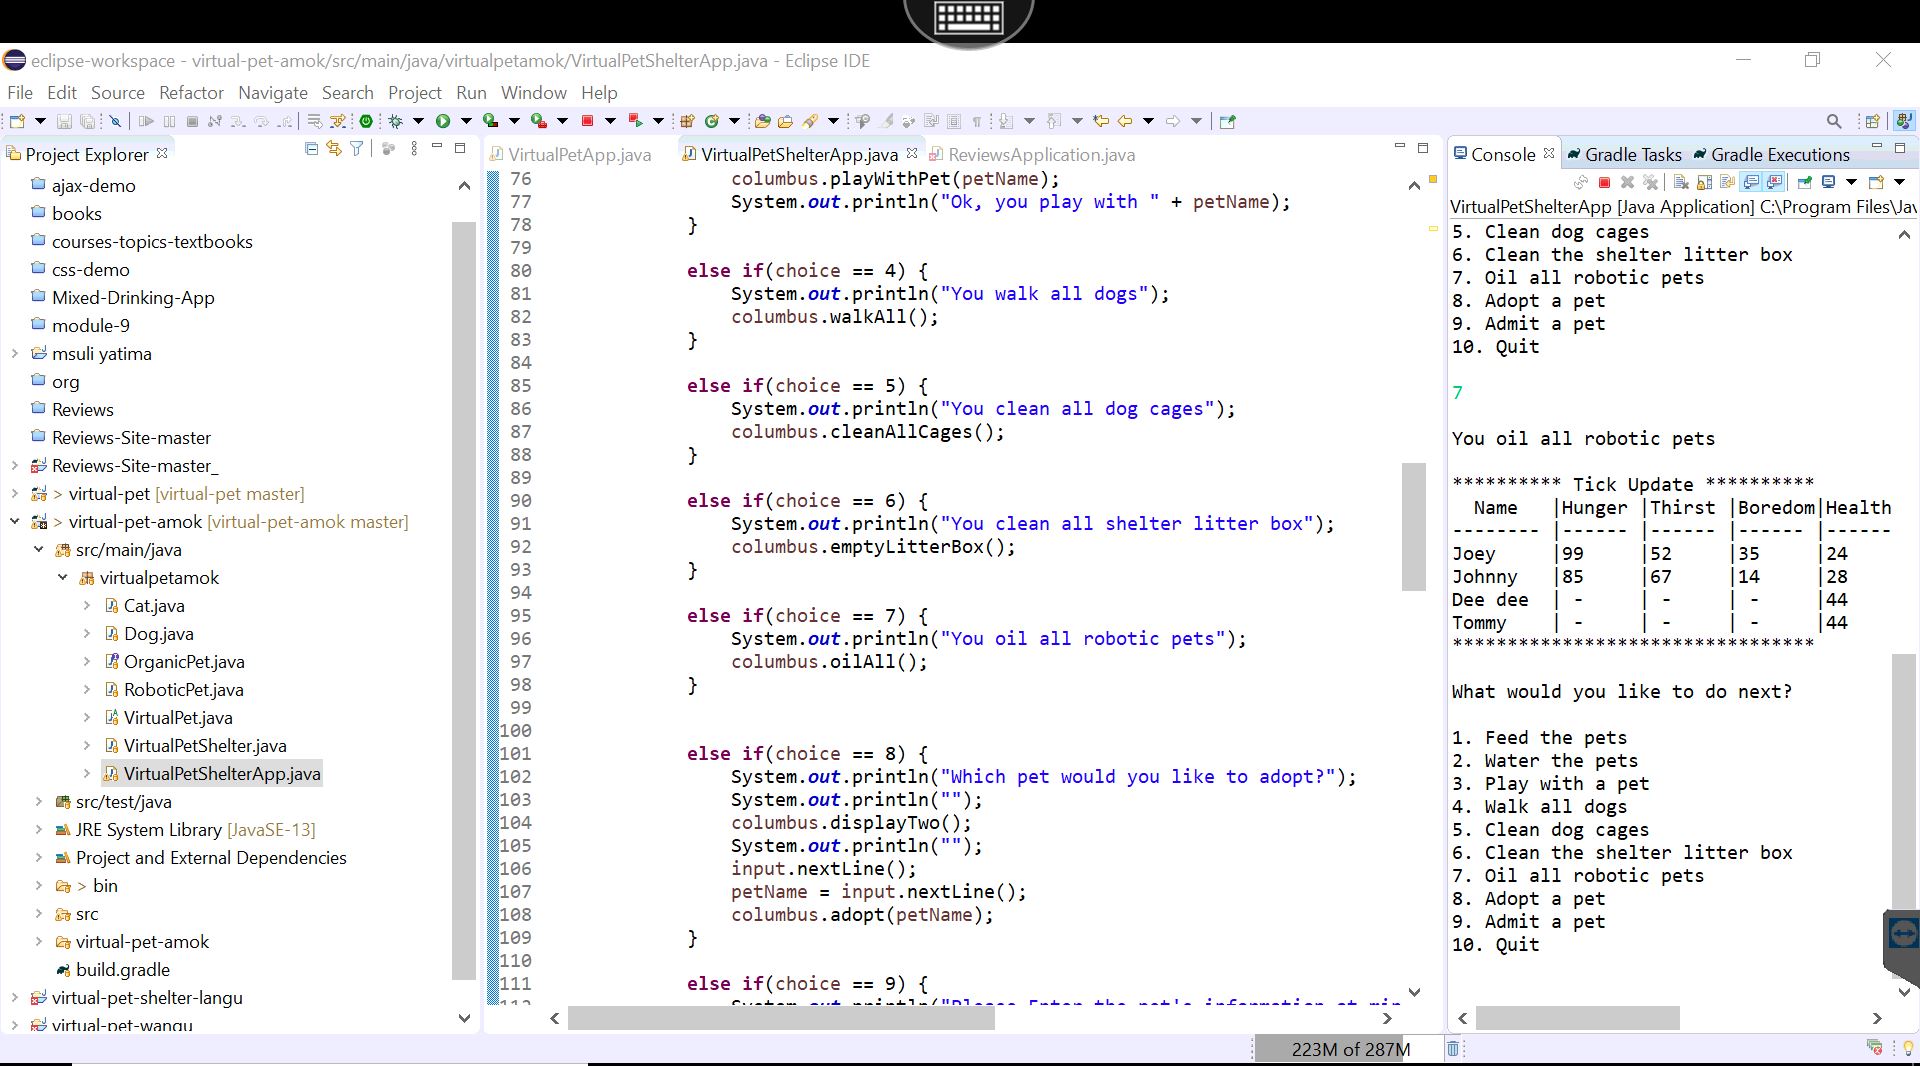 eclipse-workspace - virtual-pet-amok/src/main/java/virtualpetamok/VirtualPetShelterApp.java - Eclipse IDE
File Edit Source Refactor Navigate Search Project Run Window Help
Project Explorer
ajax-demo
books
courses-topics-textbooks
css-demo
Mixed-Drinking-App
module-9
msuli yatima
org
Reviews
Reviews-Site-master
Reviews-Site-master_
> virtual-pet [virtual-pet master]
> virtual-pet-amok [virtual-pet-amok master]
src/main/java
virtualpetamok
Cat.java
Dog.java
OrganicPet.java
RoboticPet.java
VirtualPet.java
VirtualPetShelter.java
VirtualPetShelterApp.java
src/test/java
JRE System Library [JavaSE-13]
Project and External Dependencies
> bin
src
virtual-pet-amok
build.gradle
virtual-pet-shelter-langu
virtual-pet-wangu
VirtualPetApp.java VirtualPetShelterApp.java ReviewsApplication.java
76 columbus.playWithPet(petName);
77 System.out.println("Ok, you play with " + petName);
78 }
79
80 else if(choice == 4) {
81 System.out.println("You walk all dogs");
82 columbus.walkAll();
83 }
84
85 else if(choice == 5) {
86 System.out.println("You clean all dog cages");
87 columbus.cleanAllCages();
88 }
89
90 else if(choice == 6) {
91 System.out.println("You clean all shelter litter box");
92 columbus.emptyLitterBox();
93 }
94
95 else if(choice == 7) {
96 System.out.println("You oil all robotic pets");
97 columbus.oilAll();
98 }
99
100
101 else if(choice == 8) {
102 System.out.println("Which pet would you like to adopt?");
103 System.out.println("");
104 columbus.displayTwo();
105 System.out.println("");
106 input.nextLine();
107 petName = input.nextLine();
108 columbus.adopt(petName);
109 }
110
111 else if(choice == 9) {
112 System.out.println("Please Enter the pet's information at min
Console Gradle Tasks Gradle Executions
VirtualPetShelterApp [Java Application] C:\Program Files\Jav
5. Clean dog cages
6. Clean the shelter litter box
7. Oil all robotic pets
8. Adopt a pet
9. Admit a pet
10. Quit
7
You oil all robotic pets
********** Tick Update **********
Name |Hunger |Thirst |Boredom|Health
-------- |------ |------ |------ |------
Joey |99 |52 |35 |24
Johnny |85 |67 |14 |28
Dee dee | - | - | - |44
Tommy | - | - | - |44
*********************************
What would you like to do next?
1. Feed the pets
2. Water the pets
3. Play with a pet
4. Walk all dogs
5. Clean dog cages
6. Clean the shelter litter box
7. Oil all robotic pets
8. Adopt a pet
9. Admit a pet
10. Quit
223M of 287M